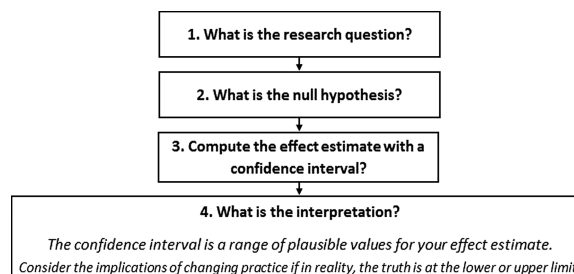 1. What is the research question?
2. What is the null hypothesis?
3. Compute the effect estimate with a
confidence interval?
4. What is the interpretation?
The confidence interval is a range of plausible values for your effect estimate.
Consider the implications of changing practice if in reality, the truth is at the lower or upper limit